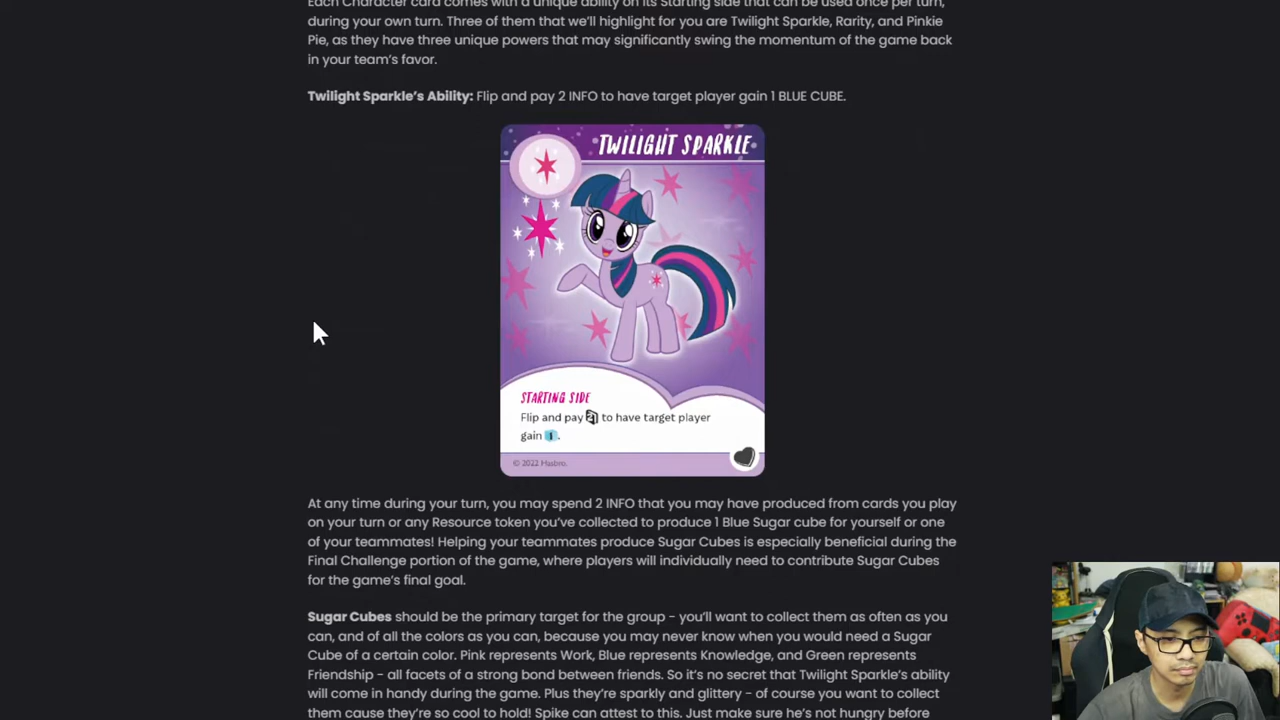 Each Character card comes with a unique ability on its Starting side that can be used once per turn,
during your own turn. Three of them that we'll highlight for you are Twilight Sparkle, Rarity, and Pinkie
Pie, as they have three unique powers that may significantly swing the momentum of the game back
in your team's favor.
Twilight Sparkle's Ability: Flip and pay 2 INFO to have target player gain 1 BLUE CUBE.
TWILIGHT SPARKLE
STARTING SIDE
Flip and pay 2 to have target player
gain 1.
© 2022 Hasbro.
At any time during your turn, you may spend 2 INFO that you may have produced from cards you play
on your turn or any Resource token you've collected to produce 1 Blue Sugar cube for yourself or one
of your teammates! Helping your teammates produce Sugar Cubes is especially beneficial during the
Final Challenge portion of the game, where players will individually need to contribute Sugar Cubes
for the game's final goal.
Sugar Cubes should be the primary target for the group - you'll want to collect them as often as you
can, and of all the colors as you can, because you may never know when you would need a Sugar
Cube of a certain color. Pink represents Work, Blue represents Knowledge, and Green represents
Friendship - all facets of a strong bond between friends. So it's no secret that Twilight Sparkle's ability
will come in handy during the game. Plus they're sparkly and glittery - of course you want to collect
them cause they're so cool to hold! Spike can attest to this. Just make sure he's not hungry before